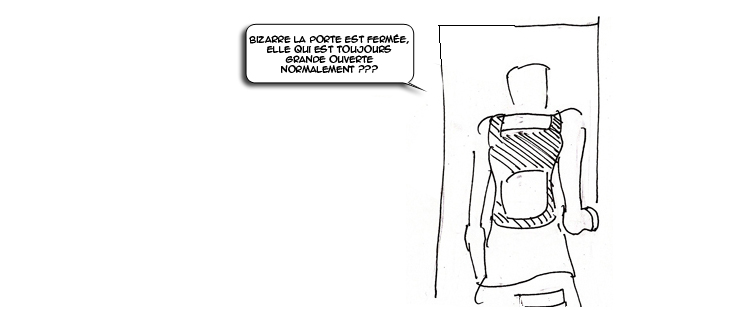 BIZARRE LA PORTE EST FERMÉE,
ELLE QUI EST TOUJOURS
GRANDE OUVERTE
NORMALEMENT ???